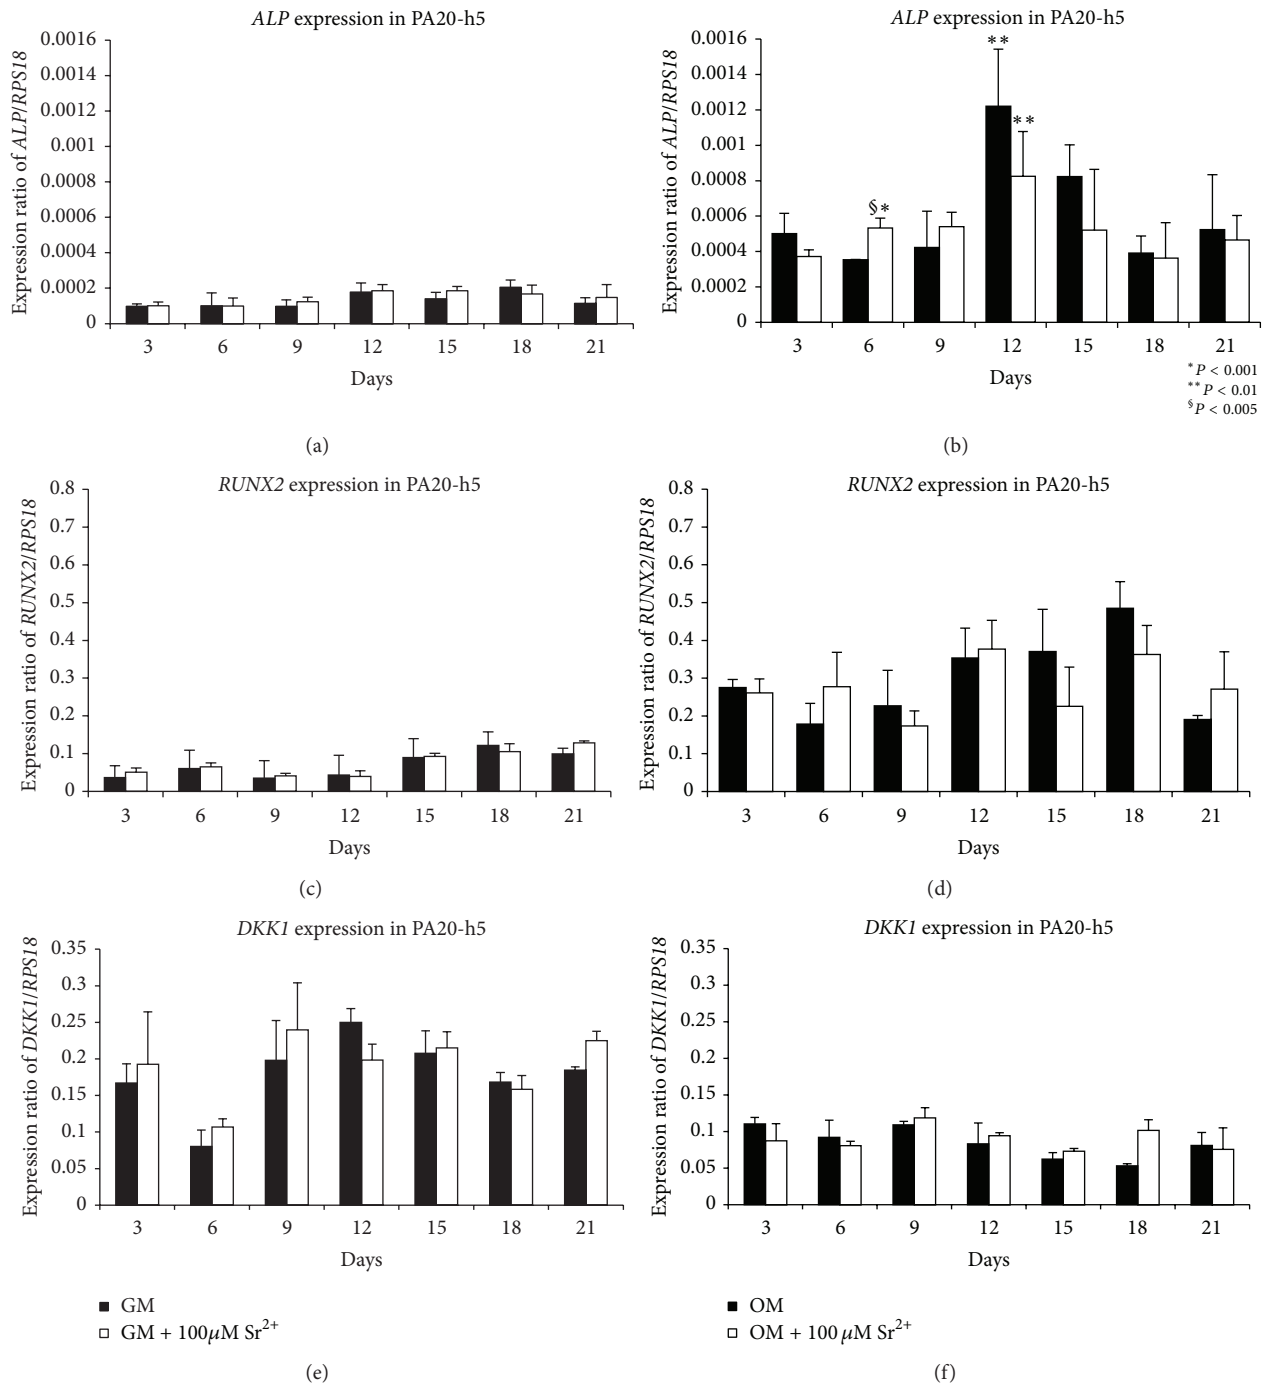 ALP expression in PA20-h5
Expression ratio of ALP/RPS18
0.0016
0.0014
0.0012
0.001
0.0008
0.0006
0.0004
0.0002
0
3 6 9 12 15 18 21
Days
(a)
ALP expression in PA20-h5
Expression ratio of ALP/RPS18
0.0016
0.0014
0.0012
0.001
0.0008
0.0006
0.0004
0.0002
0
§*
**
**
3 6 9 12 15 18 21
Days
*P < 0.001
**P < 0.01
§P < 0.005
(b)
RUNX2 expression in PA20-h5
Expression ratio of RUNX2/RPS18
0.8
0.7
0.6
0.5
0.4
0.3
0.2
0.1
0
3 6 9 12 15 18 21
Days
(c)
RUNX2 expression in PA20-h5
Expression ratio of RUNX2/RPS18
0.8
0.7
0.6
0.5
0.4
0.3
0.2
0.1
0
3 6 9 12 15 18 21
Days
(d)
DKK1 expression in PA20-h5
Expression ratio of DKK1/RPS18
0.35
0.3
0.25
0.2
0.15
0.1
0.05
0
3 6 9 12 15 18 21
Days
GM
GM + 100μM Sr²⁺
(e)
DKK1 expression in PA20-h5
Expression ratio of DKK1/RPS18
0.35
0.3
0.25
0.2
0.15
0.1
0.05
0
3 6 9 12 15 18 21
Days
OM
OM + 100 μM Sr²⁺
(f)